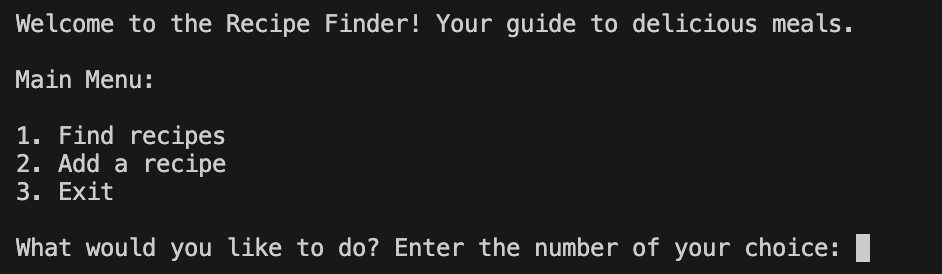 Welcome to the Recipe Finder! Your guide to delicious meals.
Main Menu:
1. Find recipes
2. Add a recipe
3. Exit
What would you like to do? Enter the number of your choice: